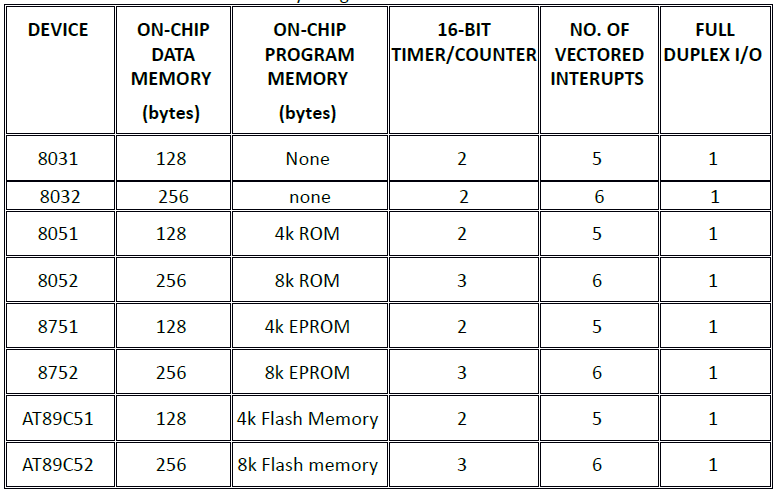 DEVICE ON-CHIP DATA MEMORY (bytes) ON-CHIP PROGRAM MEMORY (bytes) 16-BIT TIMER/COUNTER NO. OF VECTORED INTERUPTS FULL DUPLEX I/O
8031 128 None 2 5 1
8032 256 none 2 6 1
8051 128 4k ROM 2 5 1
8052 256 8k ROM 3 6 1
8751 128 4k EPROM 2 5 1
8752 256 8k EPROM 3 6 1
AT89C51 128 4k Flash Memory 2 5 1
AT89C52 256 8k Flash memory 3 6 1